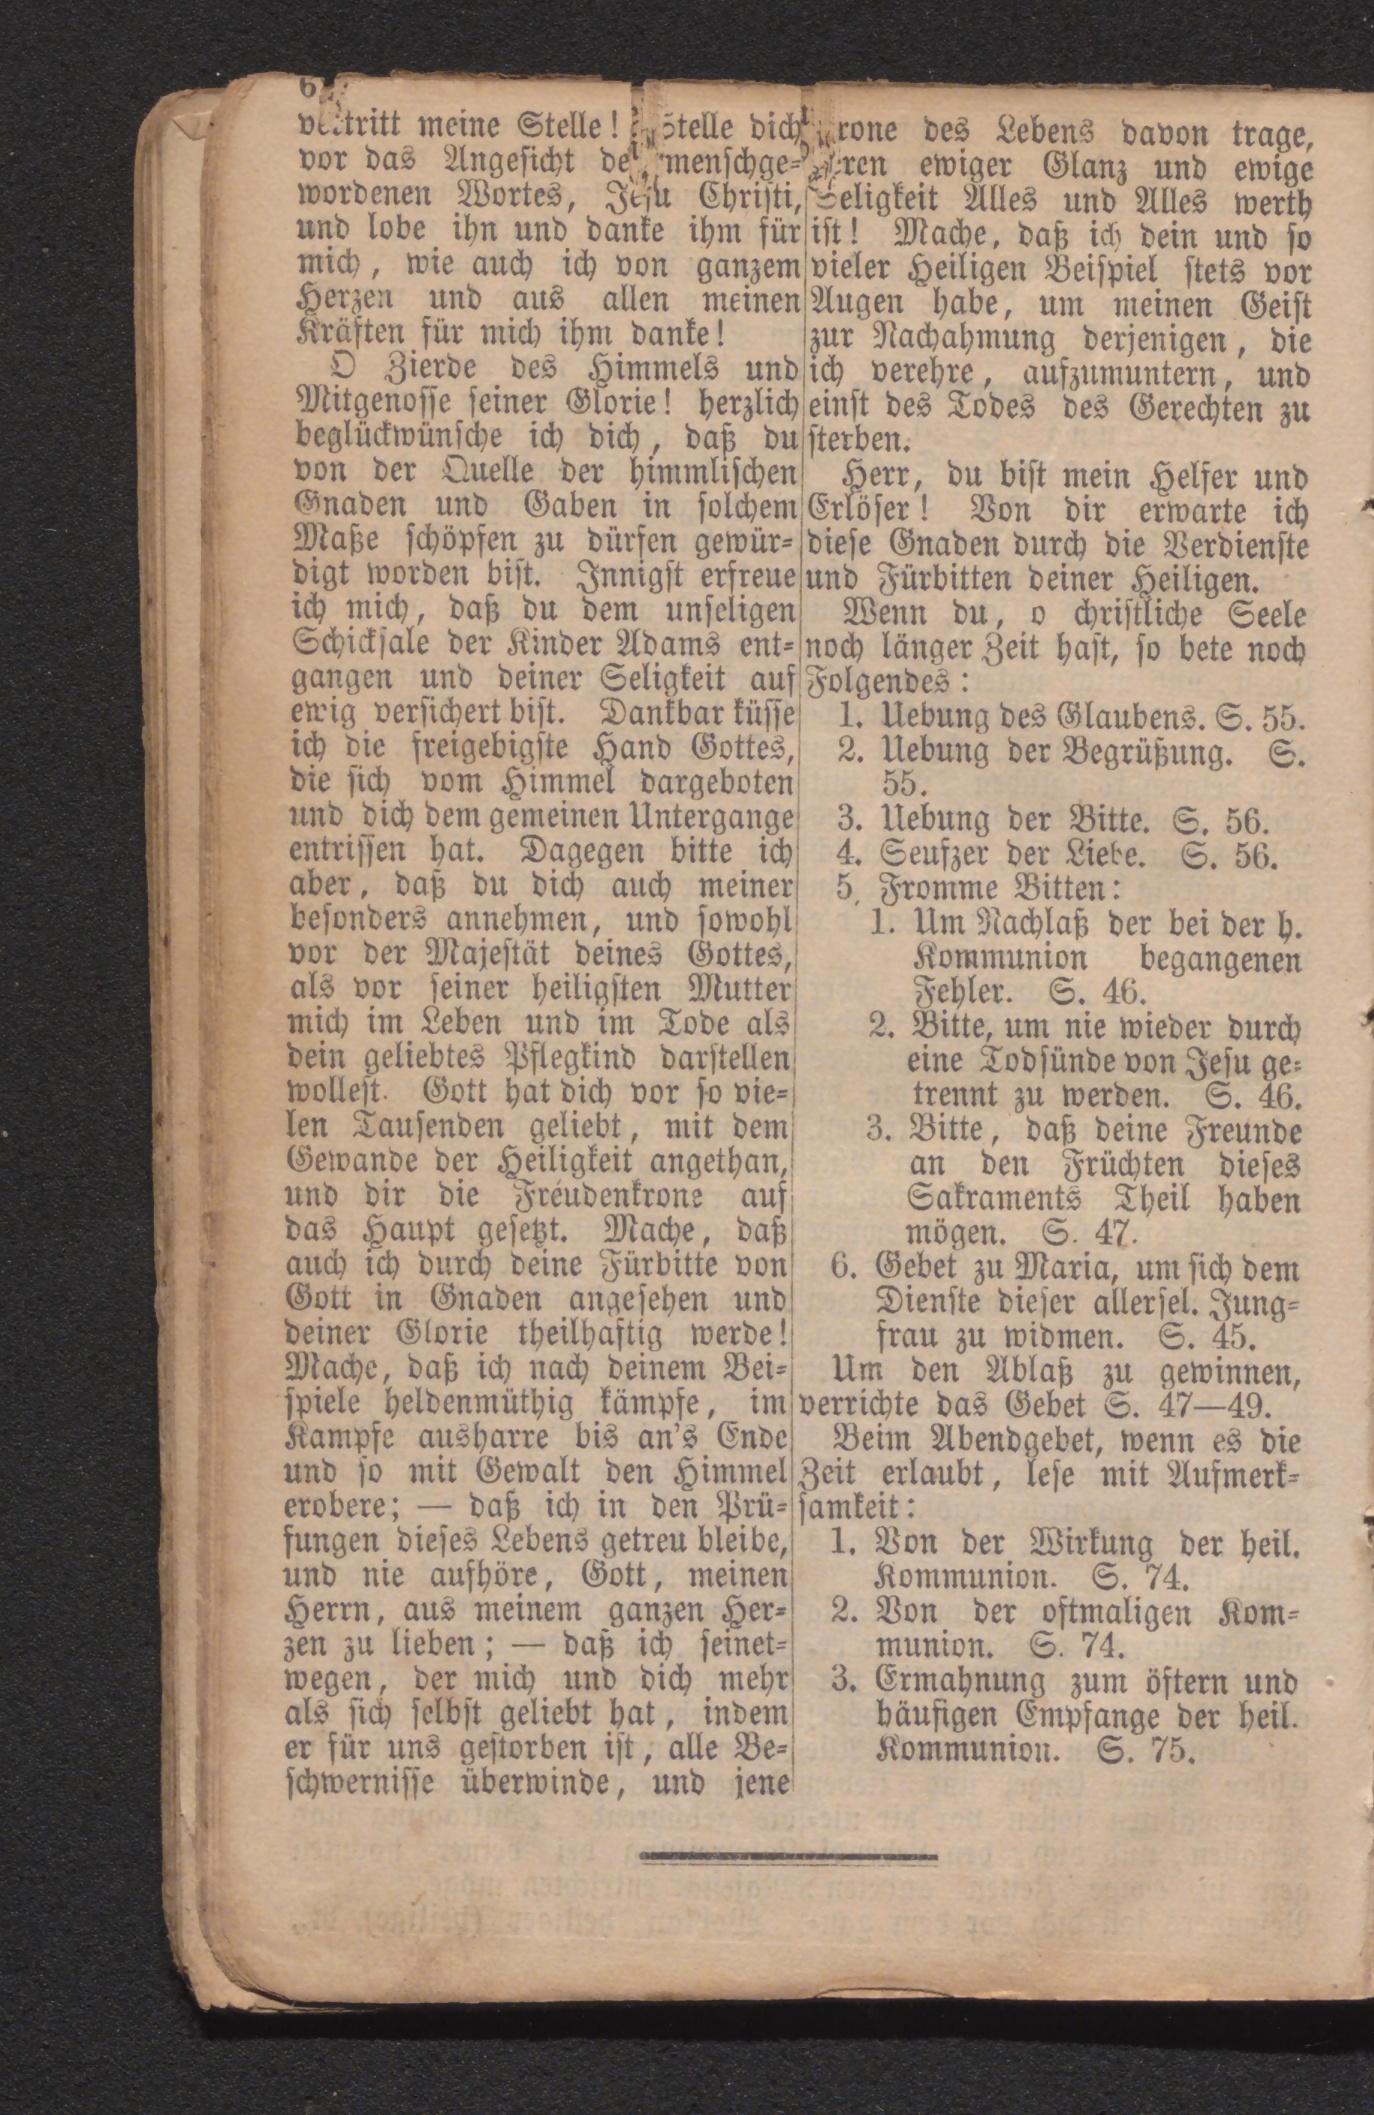 6
vertritt meine Stelle! Stelle dich
vor das Angesicht des menschge-
wordenen Wortes, Jesu Christi,
und lobe ihn und danke ihm für
mich, wie auch ich von ganzem
Herzen und aus allen meinen
Kräften für mich ihm danke!
O Zierde des Himmels und
Mitgenosse seiner Glorie! herzlich
beglückwünsche ich dich, daß du
von der Quelle der himmlischen
Gnaden und Gaben in solchem
Maße schöpfen zu dürfen gewür-
digt worden bist. Innigst erfreue
ich mich, daß du dem unseligen
Schicksale der Kinder Adams ent-
gangen und deiner Seligkeit auf
ewig versichert bist. Dankbar küsse
ich die freigebigste Hand Gottes,
die sich vom Himmel dargeboten
und dich dem gemeinen Untergange
entrissen hat. Dagegen bitte ich
aber, daß du dich auch meiner
besonders annehmen, und sowohl
vor der Majestät deines Gottes,
als vor seiner heiligsten Mutter
mich im Leben und im Tode als
dein geliebtes Pflegkind darstellen
wollest. Gott hat dich vor so vie-
len Tausenden geliebt, mit dem
Gewande der Heiligkeit angethan,
und dir die Freudenkrone auf
das Haupt gesetzt. Mache, daß
auch ich durch deine Fürbitte von
Gott in Gnaden angesehen und
deiner Glorie theilhaftig werde!
Mache, daß ich nach deinem Bei-
spiele heldenmüthig kämpfe, im
Kampfe ausharre bis an's Ende
und so mit Gewalt den Himmel
erobere; — daß ich in den Prü-
fungen dieses Lebens getreu bleibe,
und nie aufhöre, Gott, meinen
Herrn, aus meinem ganzen Her-
zen zu lieben; — daß ich seinet-
wegen, der mich und dich mehr
als sich selbst geliebt hat, indem
er für uns gestorben ist, alle Be-
schwernisse überwinde, und jene
Krone des Lebens davon trage,
deren ewiger Glanz und ewige
Seligkeit Alles und Alles werth
ist! Mache, daß ich dein und so
vieler Heiligen Beispiel stets vor
Augen habe, um meinen Geist
zur Nachahmung derjenigen, die
ich verehre, aufzumuntern, und
einst des Todes des Gerechten zu
sterben.
Herr, du bist mein Helfer und
Erlöser! Von dir erwarte ich
diese Gnaden durch die Verdienste
und Fürbitten deiner Heiligen.
Wenn du, o christliche Seele
noch länger Zeit hast, so bete noch
Folgendes:
1. Uebung des Glaubens. S. 55.
2. Uebung der Begrüßung. S.
55.
3. Uebung der Bitte. S. 56.
4. Seufzer der Liebe. S. 56.
5, Fromme Bitten:
1. Um Nachlaß der bei der h.
Kommunion begangenen
Fehler. S. 46.
2. Bitte, um nie wieder durch
eine Todsünde von Jesu ge-
trennt zu werden. S. 46.
3. Bitte, daß deine Freunde
an den Früchten dieses
Sakraments Theil haben
mögen. S. 47.
6. Gebet zu Maria, um sich dem
Dienste dieser allersel. Jung-
frau zu widmen. S. 45.
Um den Ablaß zu gewinnen,
verrichte das Gebet S. 47—49.
Beim Abendgebet, wenn es die
Zeit erlaubt, lese mit Aufmerk-
samkeit:
1. Von der Wirkung der heil.
Kommunion. S. 74.
2. Von der oftmaligen Kom-
munion. S. 74.
3. Ermahnung zum öftern und
häufigen Empfange der heil.
Kommunion. S. 75.